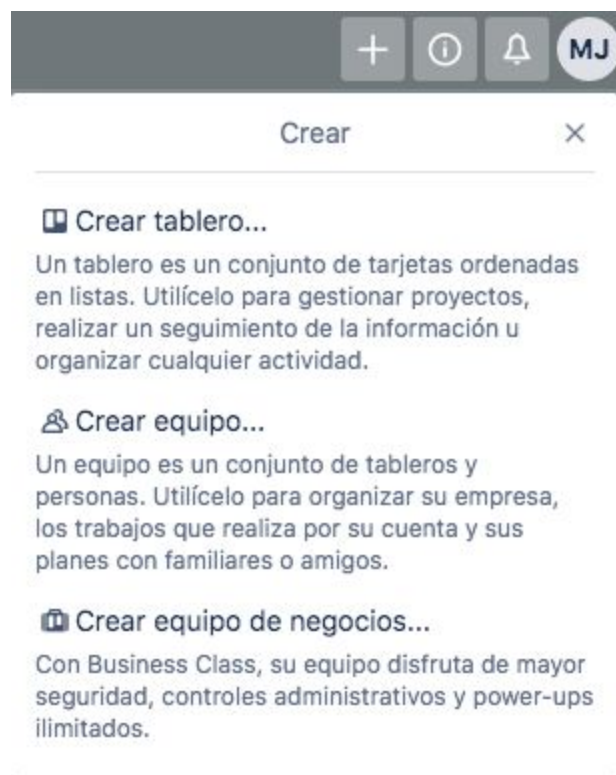 MJ
Crear
Crear tablero...
Un tablero es un conjunto de tarjetas ordenadas
en listas. Utilícelo para gestionar proyectos,
realizar un seguimiento de la información u
organizar cualquier actividad.
Crear equipo...
Un equipo es un conjunto de tableros y
personas. Utilícelo para organizar su empresa,
los trabajos que realiza por su cuenta y sus
planes con familiares o amigos.
Crear equipo de negocios...
Con Business Class, su equipo disfruta de mayor
seguridad, controles administrativos y power-ups
ilimitados.